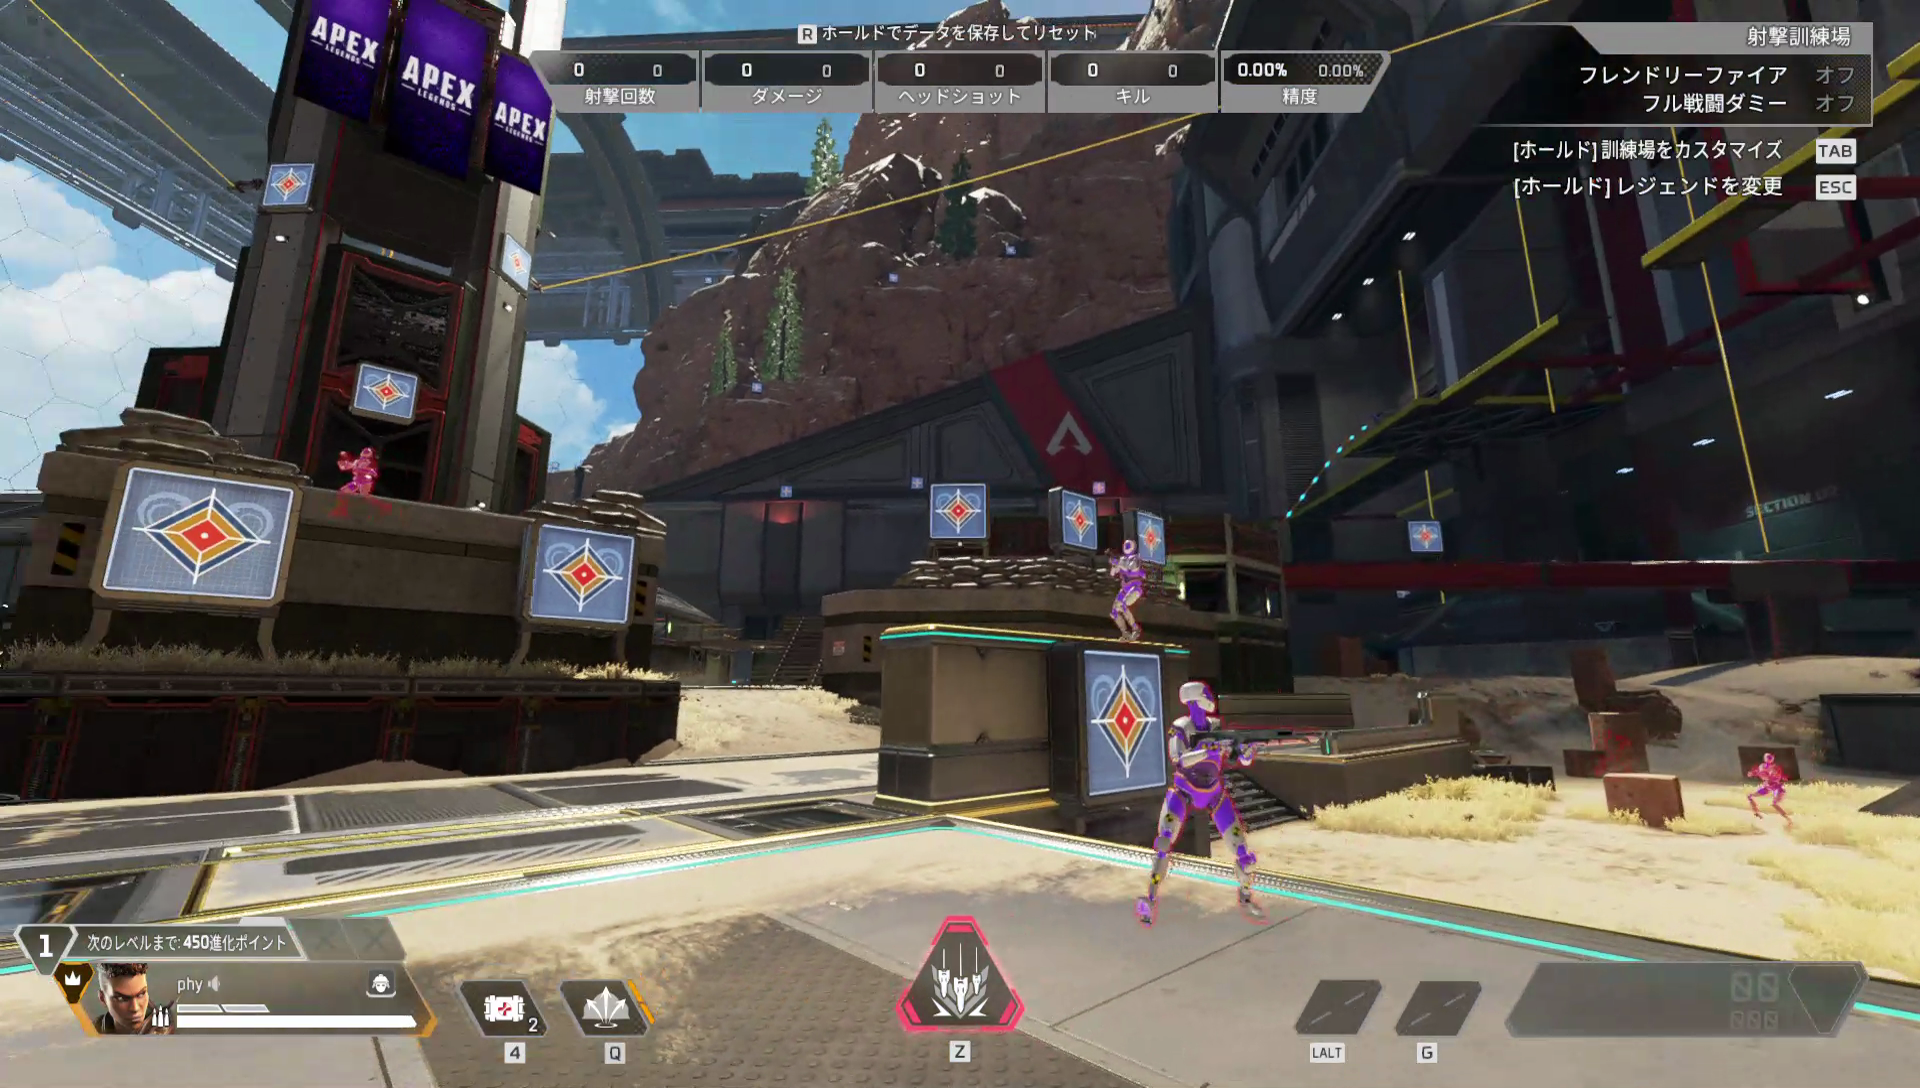 APEX
LEGENDS
APEX
LEGENDS
APEX
LEGENDS
R ホールドでデータを保存してリセット
0 0 0 0 0 0 0 0 0.00% 0.00%
射撃回数 ダメージ ヘッドショット キル 精度
射撃訓練場
フレンドリーファイア オフ
フル戦闘ダミー オフ
[ホールド]訓練場をカスタマイズ TAB
[ホールド]レジェンドを変更 ESC
SECTION
1 次のレベルまで:450進化ポイント
phy
2
4 Q Z LALT G